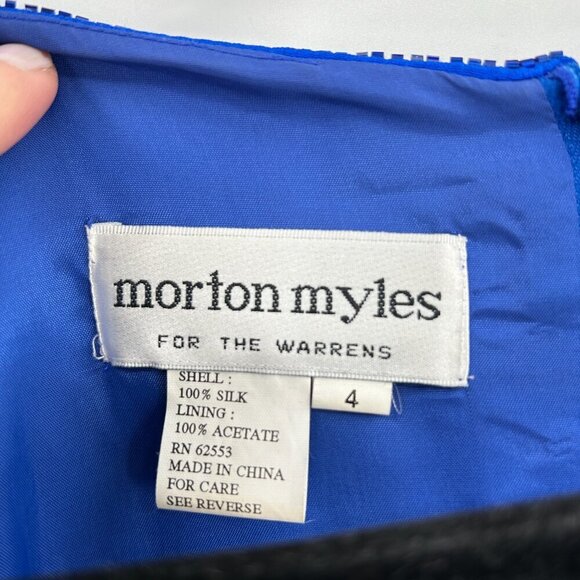 morton myles
FOR THE WARRENS
SHELL :
100% SILK
LINING :
100% ACETATE
RN 62553
MADE IN CHINA
FOR CARE
SEE REVERSE
4